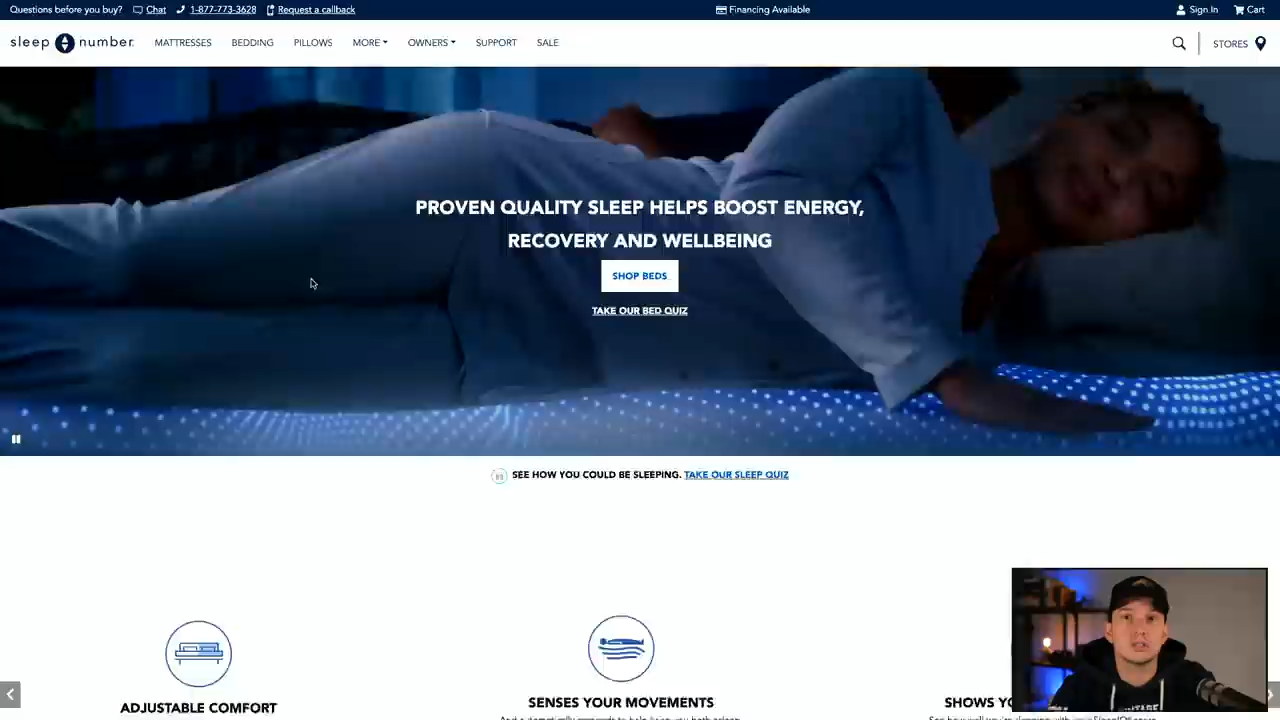 Questions before you buy? Chat 1-877-773-3628 Request a callback Financing Available Sign In Cart
sleep number MATTRESSES BEDDING PILLOWS MORE OWNERS SUPPORT SALE STORES
PROVEN QUALITY SLEEP HELPS BOOST ENERGY,
RECOVERY AND WELLBEING
SHOP BEDS
TAKE OUR BED QUIZ
SEE HOW YOU COULD BE SLEEPING. TAKE OUR SLEEP QUIZ
ADJUSTABLE COMFORT
SENSES YOUR MOVEMENTS
SHOWS YO